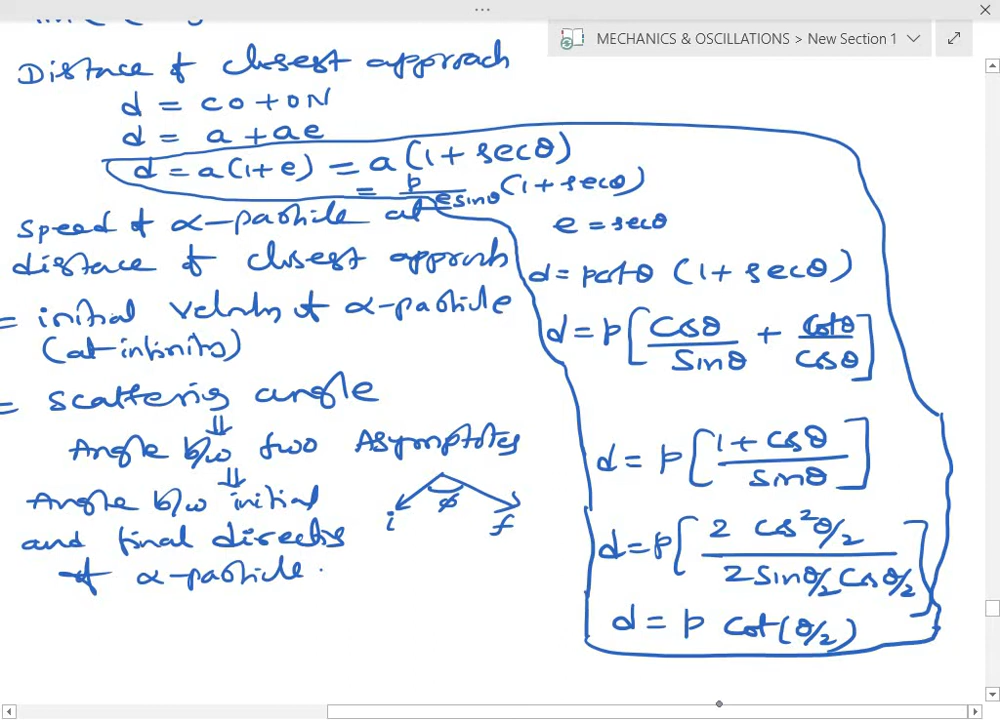 MECHANICS & OSCILLATIONS > New Section 1
Distance of closest approach
d = co + oN
d = a + ae
d = a(1+e) = a(1+secθ)
= p/(e sinθ) (1+secθ)
e = secθ
Speed of α-particle at
distance of closest approach
= initial velocity of α-particle
(at-infinity)
= scattering angle
⇓
Angle b/w two Asymptotes
⇓
Angle b/w initial
and final directs
of α-particle.
i φ f
d = p cotθ (1+secθ)
d = p [cosθ/sinθ + cotθ/cosθ]
d = p [(1+cosθ)/sinθ]
d = p [2 cos²θ/2 / 2 sinθ/2 cosθ/2]
d = p cot(θ/2)